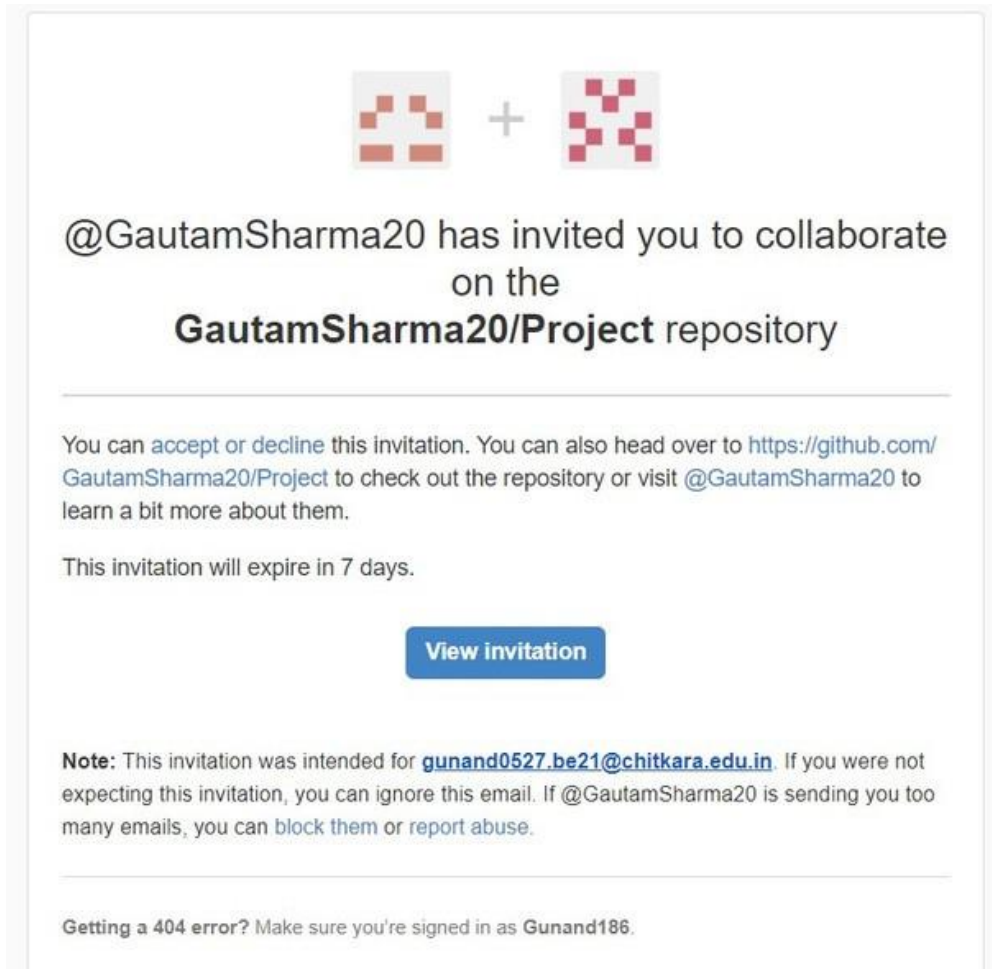 @GautamSharma20 has invited you to collaborate
on the
GautamSharma20/Project repository
You can accept or decline this invitation. You can also head over to https://github.com/
GautamSharma20/Project to check out the repository or visit @GautamSharma20 to
learn a bit more about them.
This invitation will expire in 7 days.
View invitation
Note: This invitation was intended for gunand0527.be21@chitkara.edu.in. If you were not
expecting this invitation, you can ignore this email. If @GautamSharma20 is sending you too
many emails, you can block them or report abuse.
Getting a 404 error? Make sure you're signed in as Gunand186.